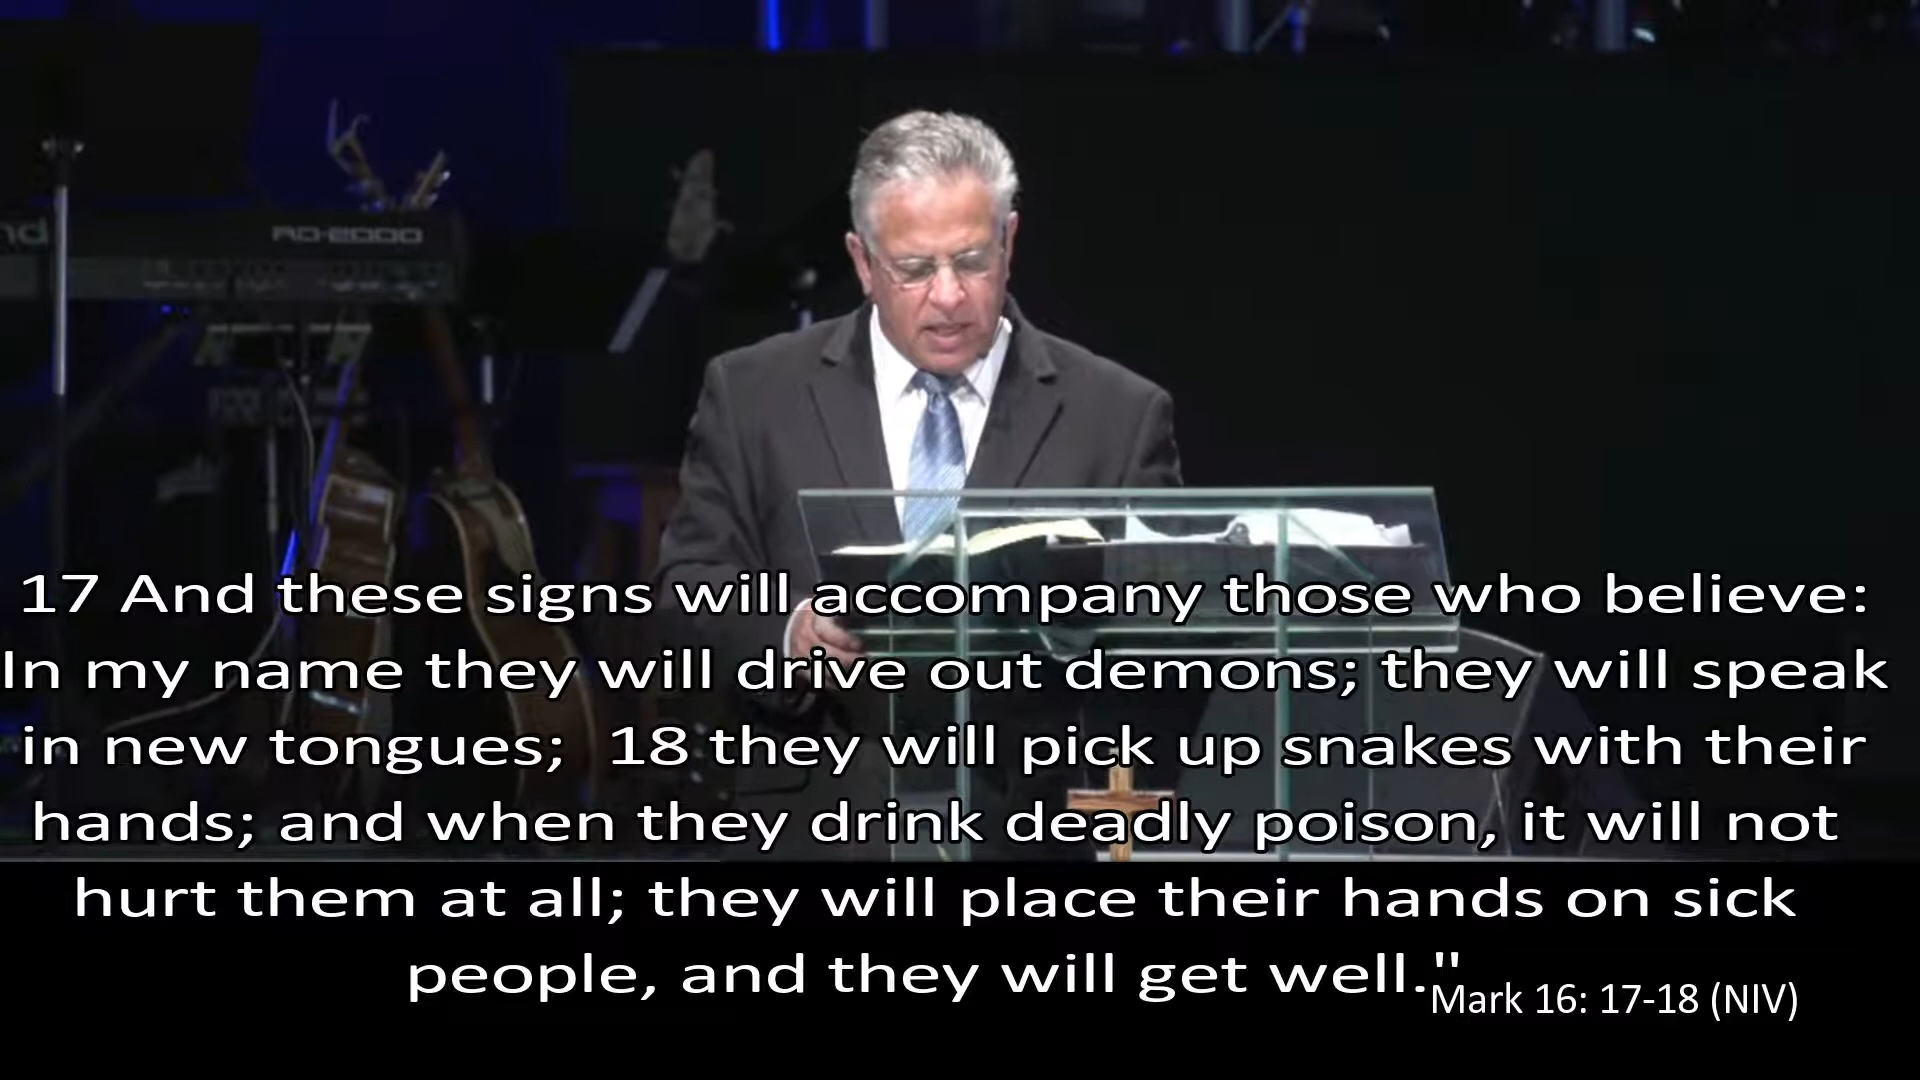 nd
RD-2000
17 And these signs will accompany those who believe:
In my name they will drive out demons; they will speak
in new tongues;  18 they will pick up snakes with their
hands; and when they drink deadly poison, it will not
hurt them at all; they will place their hands on sick
people, and they will get well."
Mark 16: 17-18 (NIV)